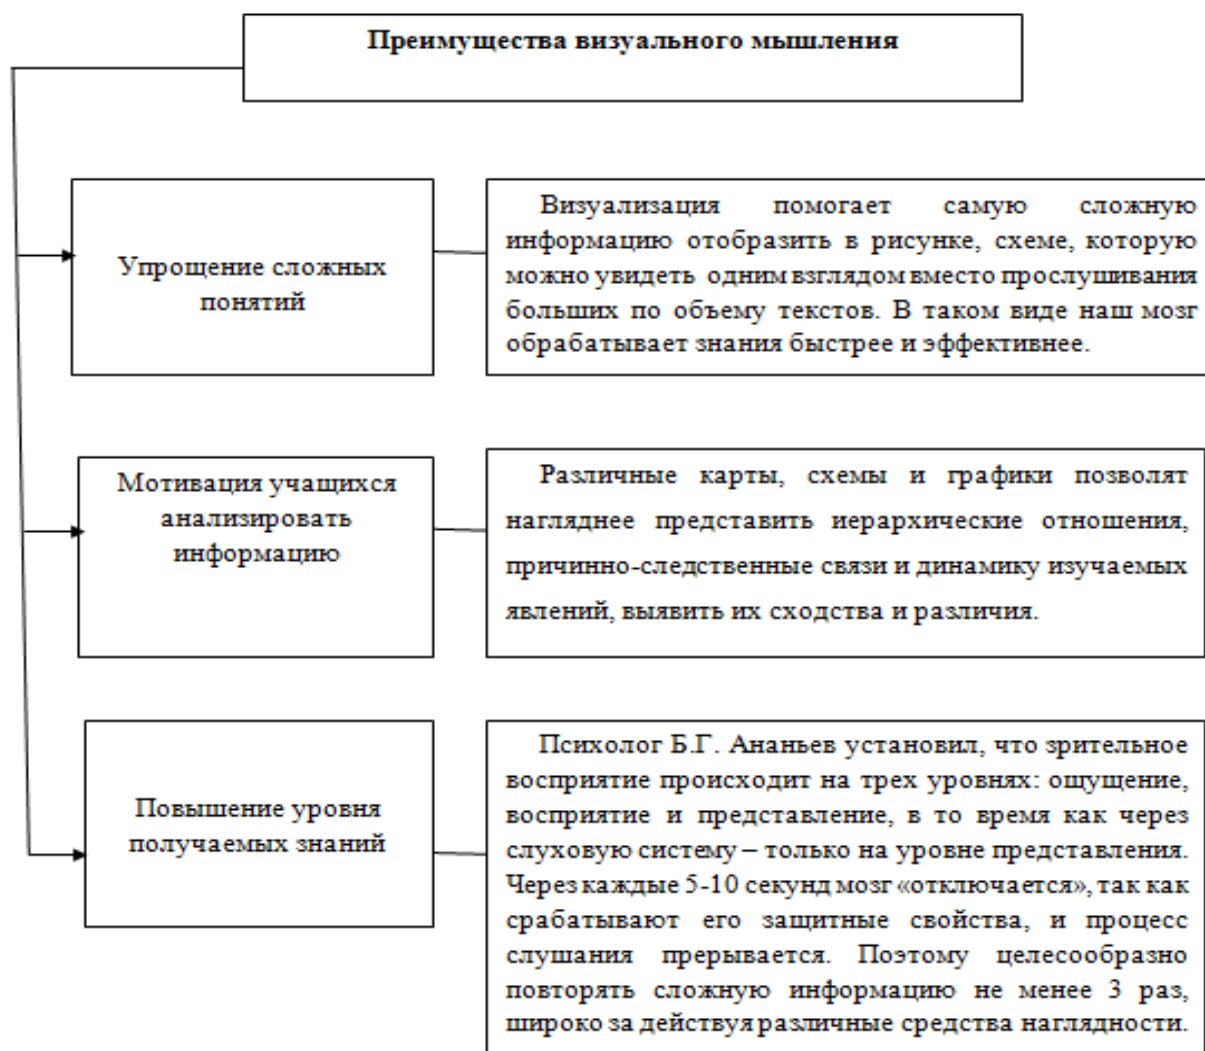 Преимущества визуального мышления
Упрощение сложных
понятий
Визуализация помогает самую сложную
информацию отобразить в рисунке, схеме, которую
можно увидеть одним взглядом вместо прослушивания
больших по объему текстов. В таком виде наш мозг
обрабатывает знания быстрее и эффективнее.
Мотивация учащихся
анализировать
информацию
Различные карты, схемы и графики позволят
нагляднее представить иерархические отношения,
причинно-следственные связи и динамику изучаемых
явлений, выявить их сходства и различия.
Повышение уровня
получаемых знаний
Психолог Б.Г. Ананьев установил, что зрительное
восприятие происходит на трех уровнях: ощущение,
восприятие и представление, в то время как через
слуховую систему – только на уровне представления.
Через каждые 5-10 секунд мозг «отключается», так как
срабатывают его защитные свойства, и процесс
слушания прерывается. Поэтому целесообразно
повторять сложную информацию не менее 3 раз,
широко за действуя различные средства наглядности.